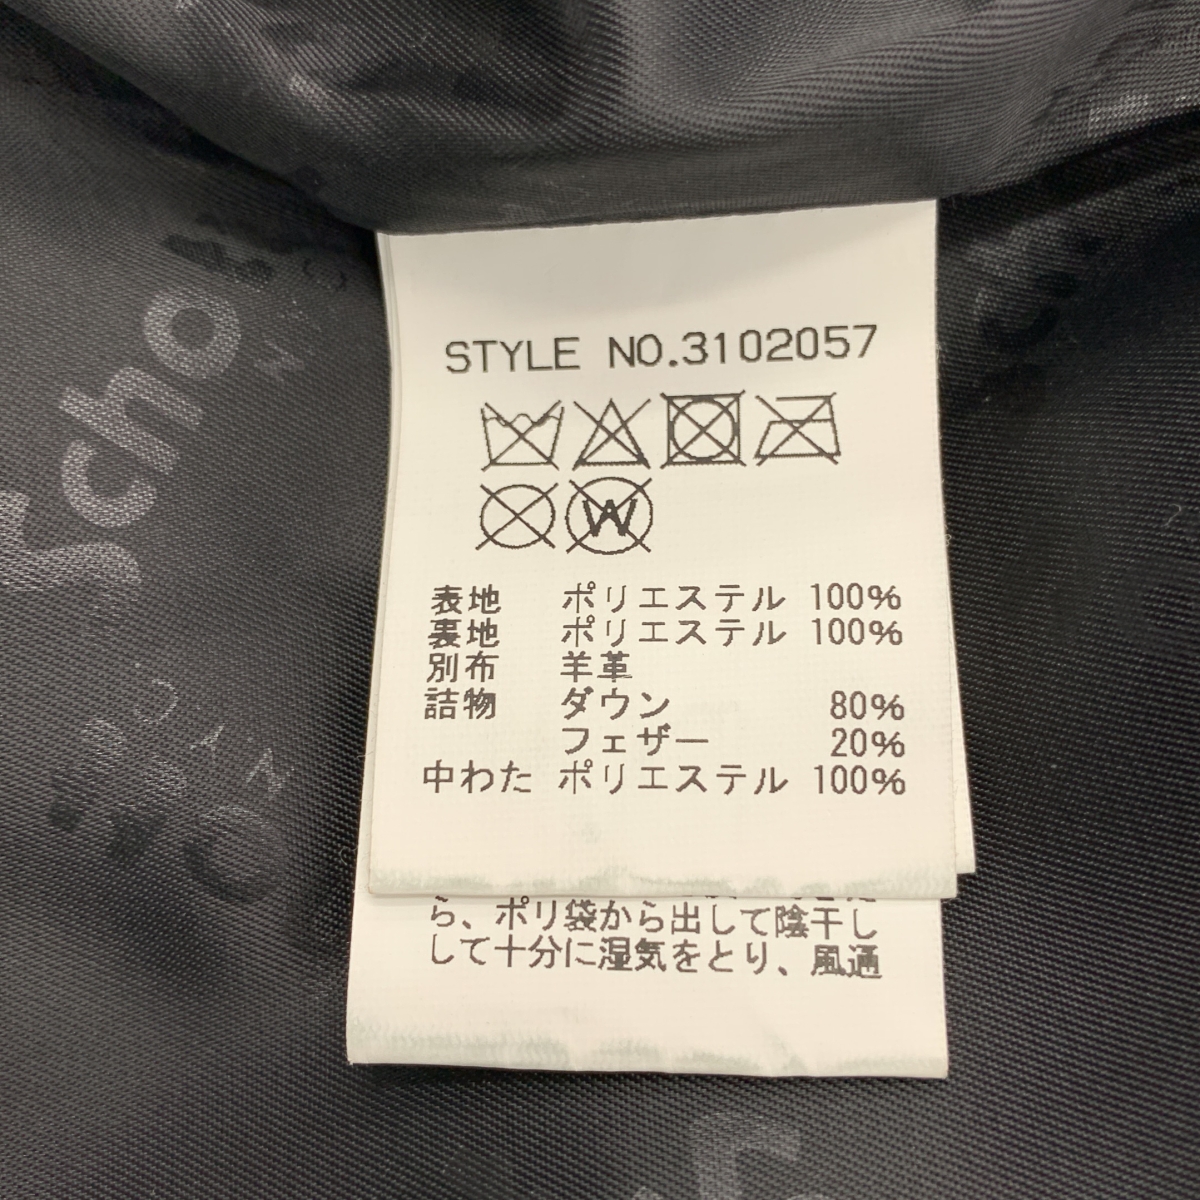 STYLE NO.3102057
W
表地 ポリエステル 100%
裏地 ポリエステル 100%
別布 羊革
詰物 ダウン 80%
フェザー 20%
中わた ポリエステル 100%
ら、ポリ袋から出して陰干し
して十分に湿気をとり、風通
Schot